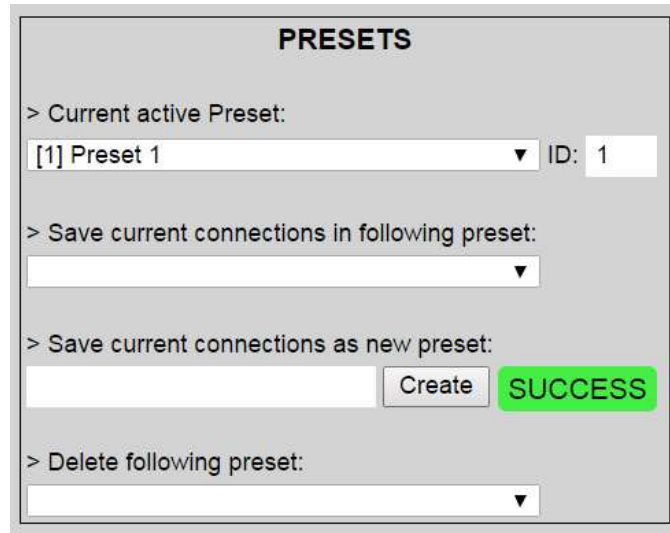 PRESETS
> Current active Preset:
[1] Preset 1 ▼ ID: 1
> Save current connections in following preset:
▼
> Save current connections as new preset:
Create SUCCESS
> Delete following preset:
▼